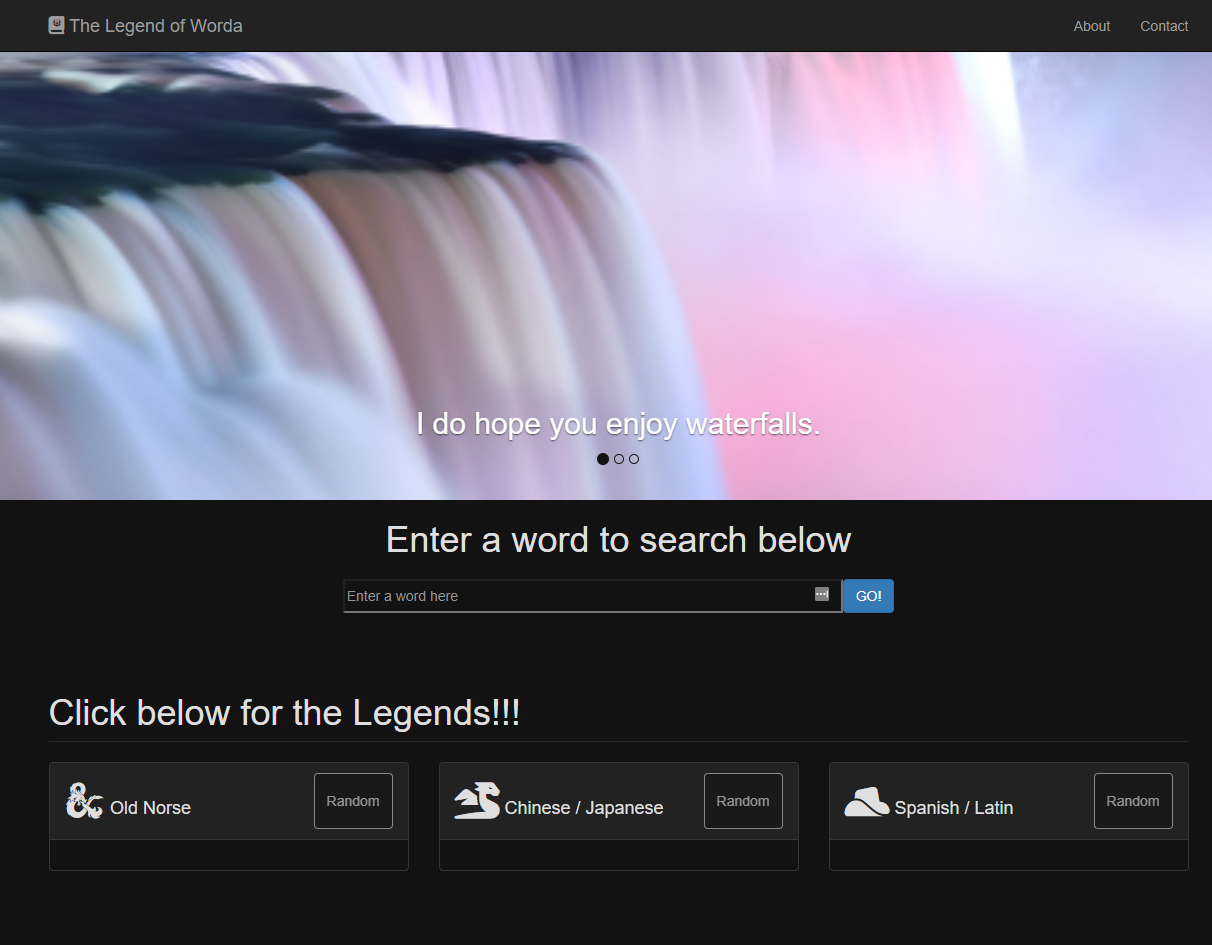 The Legend of Worda
About
Contact
I do hope you enjoy waterfalls.
Enter a word to search below
Enter a word here
GO!
Click below for the Legends!!!
Old Norse
Random
Chinese / Japanese
Random
Spanish / Latin
Random